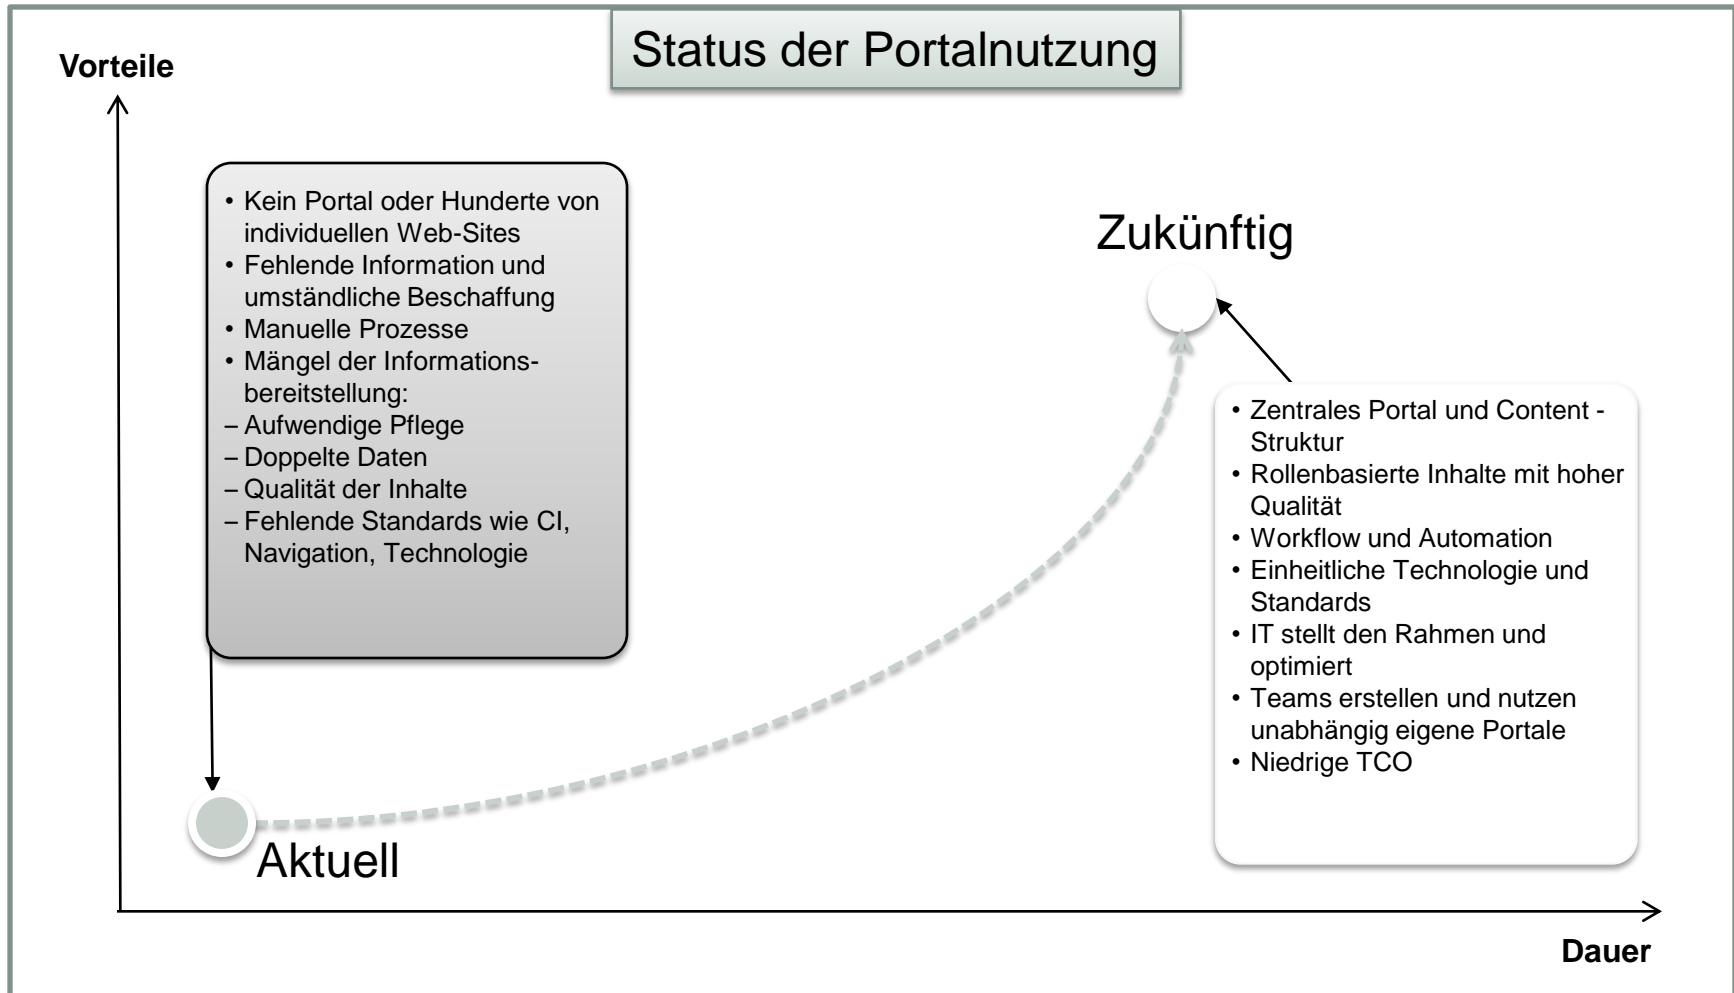 Status der Portalnutzung
Vorteile
• Kein Portal oder Hunderte von
individuellen Web-Sites
• Fehlende Information und
umständliche Beschaffung
• Manuelle Prozesse
• Mängel der Informations-
bereitstellung:
– Aufwendige Pflege
– Doppelte Daten
– Qualität der Inhalte
– Fehlende Standards wie CI,
Navigation, Technologie
Aktuell
Zukünftig
• Zentrales Portal und Content -
Struktur
• Rollenbasierte Inhalte mit hoher
Qualität
• Workflow und Automation
• Einheitliche Technologie und
Standards
• IT stellt den Rahmen und
optimiert
• Teams erstellen und nutzen
unabhängig eigene Portale
• Niedrige TCO
Dauer